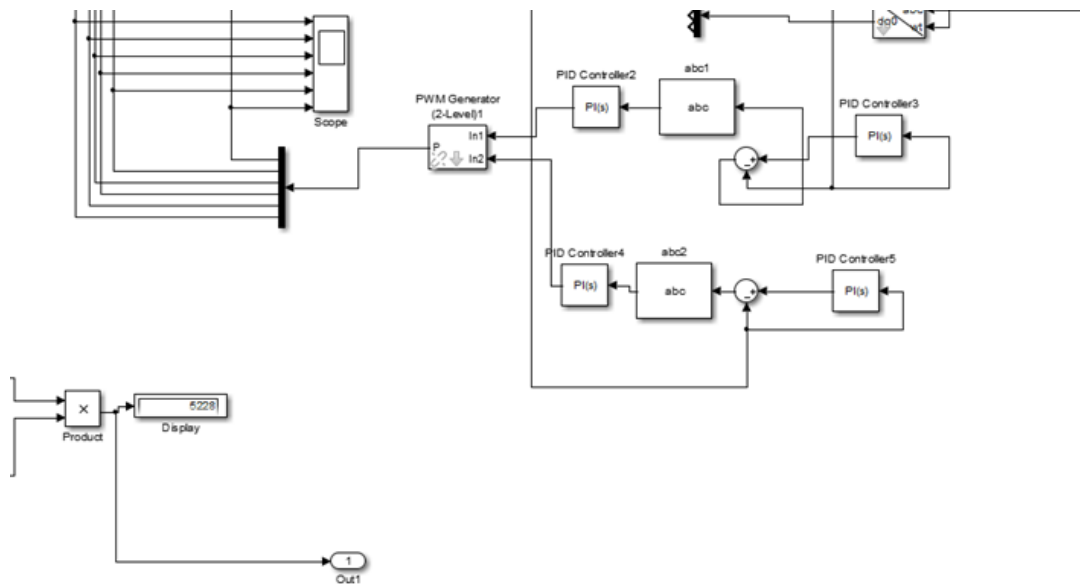 Scope
dq0
wt
PWM Generator
(2-Level)1
P
In1
In2
PID Controller2
PI(s)
abc1
abc
PID Controller3
PI(s)
PID Controller4
PI(s)
abc2
abc
PID Controller5
PI(s)
Product
5228
Display
1
Out1